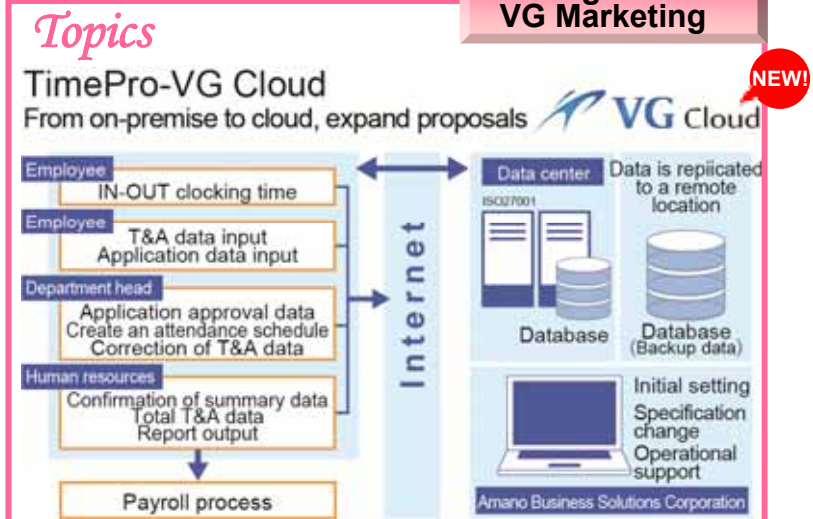 VG Marketing
Topics
NEW!
TimePro-VG Cloud
From on-premise to cloud, expand proposals
VG Cloud
Employee
IN-OUT clocking time
Employee
T&A data input
Application data input
Department head
Application approval data
Create an attendance schedule
Correction of T&A data
Human resources
Confirmation of summary data
Total T&A data
Report output
Payroll process
Internet
Data center
ISO27001
Database
Data is repiicated
to a remote
location
Database
(Backup data)
Initial setting
Specification
change
Operational
support
Amano Business Solutions Corporation